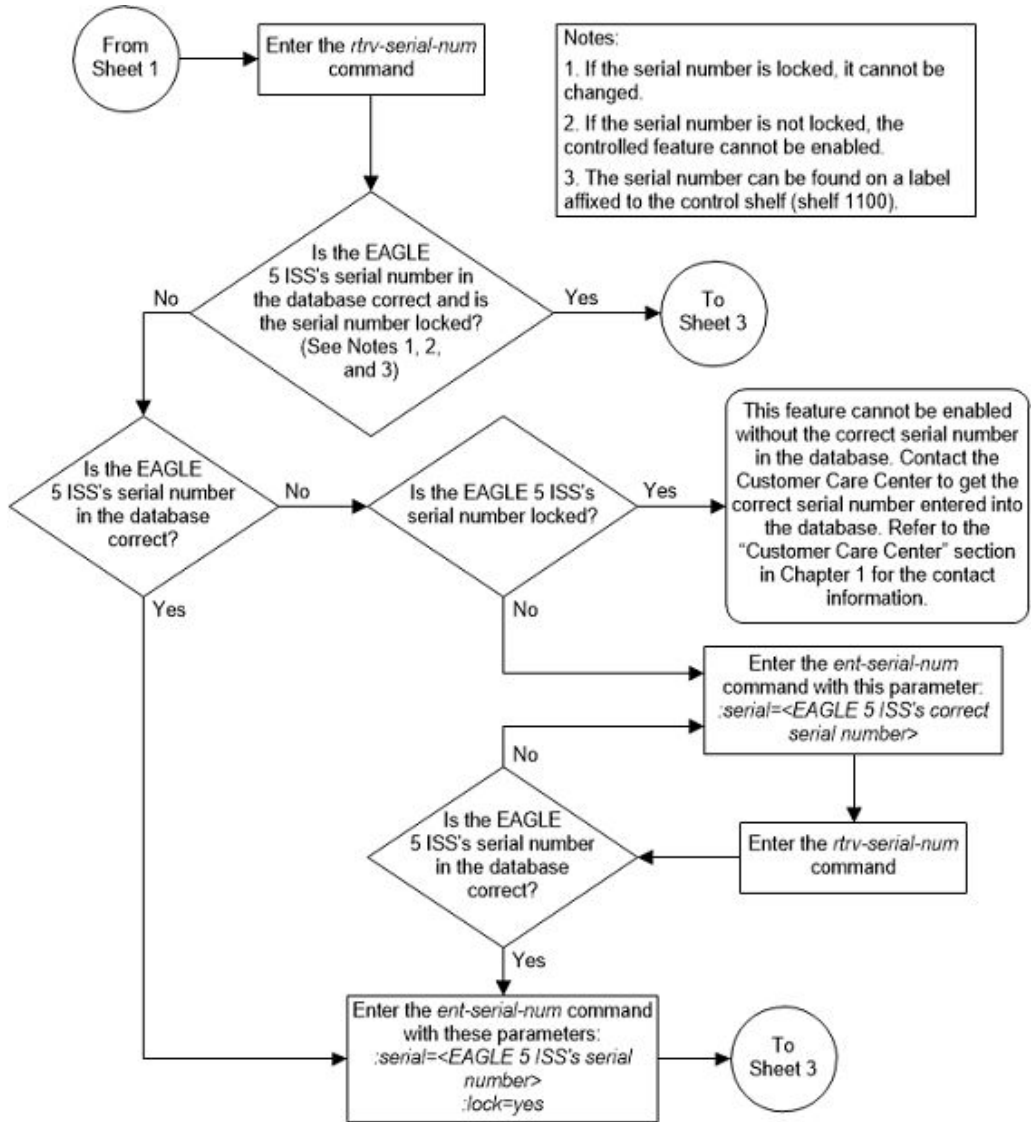 From
Sheet 1
Enter the rtrv-serial-num
command
Notes:
1. If the serial number is locked, it cannot be
changed.
2. If the serial number is not locked, the
controlled feature cannot be enabled.
3. The serial number can be found on a label
affixed to the control shelf (shelf 1100).
Is the EAGLE
5 ISS's serial number in
the database correct and is
the serial number locked?
(See Notes 1, 2,
and 3)
No
Yes
To
Sheet 3
Is the EAGLE
5 ISS's serial number
in the database
correct?
No
Yes
Is the EAGLE 5 ISS's
serial number locked?
Yes
No
This feature cannot be enabled
without the correct serial number
in the database. Contact the
Customer Care Center to get the
correct serial number entered into
the database. Refer to the
“Customer Care Center” section
in Chapter 1 for the contact
information.
Enter the ent-serial-num
command with this parameter:
:serial=<EAGLE 5 ISS's correct
serial number>
Enter the rtrv-serial-num
command
Is the EAGLE
5 ISS's serial number
in the database
correct?
No
Yes
Enter the ent-serial-num command
with these parameters:
:serial=<EAGLE 5 ISS's serial
number>
:lock=yes
To
Sheet 3